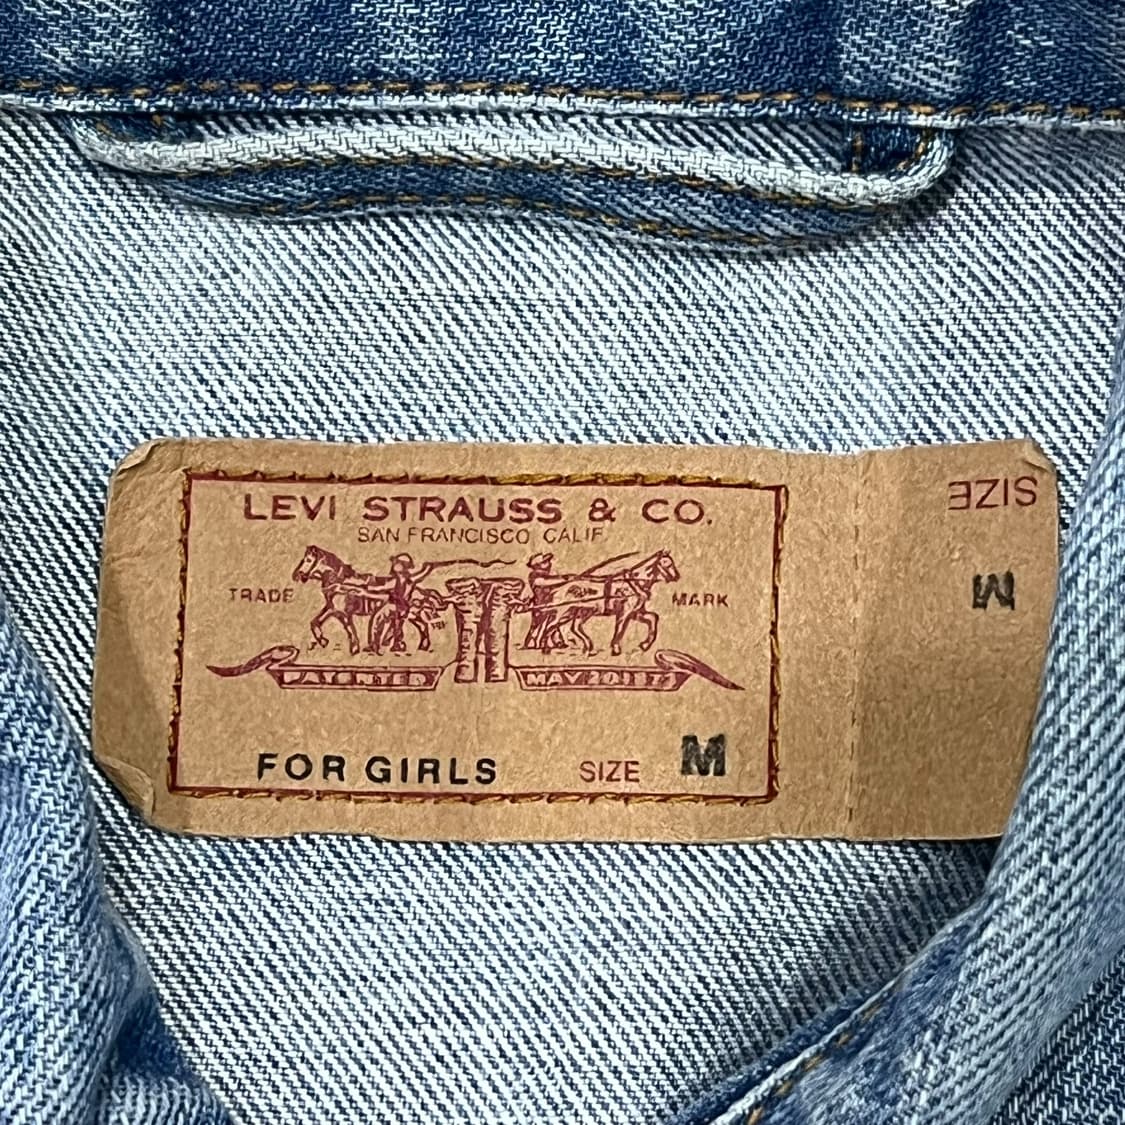 LEVI STRAUSS & CO.
SAN FRANCISCO CALIF.
TRADE MARK
PATENTED MAY 20 1873
FOR GIRLS SIZE M
SIZE
M